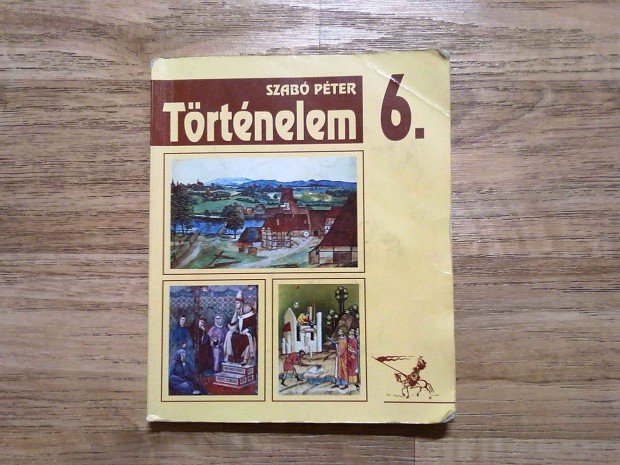 SZABÓ PÉTER
Történelem 6.